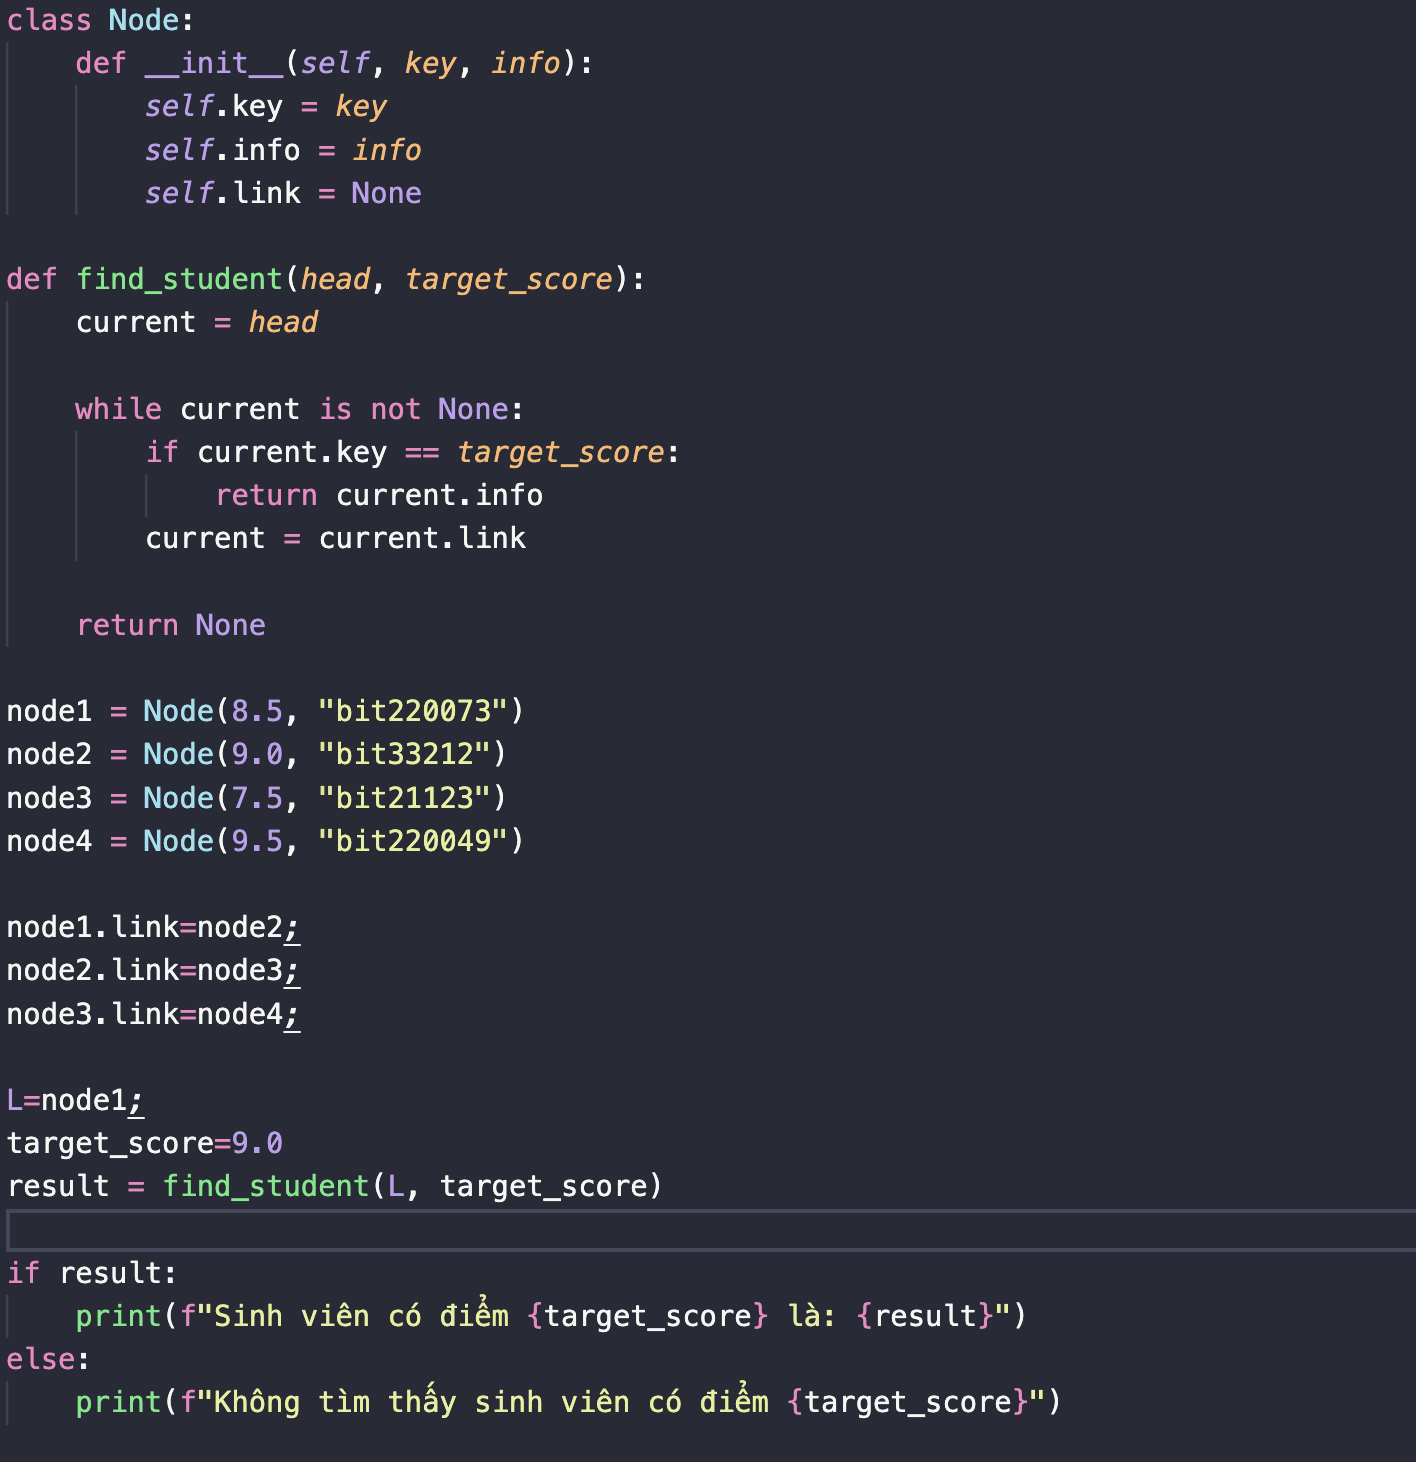 class Node:
    def __init__(self, key, info):
        self.key = key
        self.info = info
        self.link = None

def find_student(head, target_score):
    current = head

    while current is not None:
        if current.key == target_score:
            return current.info
        current = current.link

    return None

node1 = Node(8.5, "bit220073")
node2 = Node(9.0, "bit33212")
node3 = Node(7.5, "bit21123")
node4 = Node(9.5, "bit220049")

node1.link=node2;
node2.link=node3;
node3.link=node4;

L=node1;
target_score=9.0
result = find_student(L, target_score)

if result:
    print(f"Sinh viên có điểm {target_score} là: {result}")
else:
    print(f"Không tìm thấy sinh viên có điểm {target_score}")